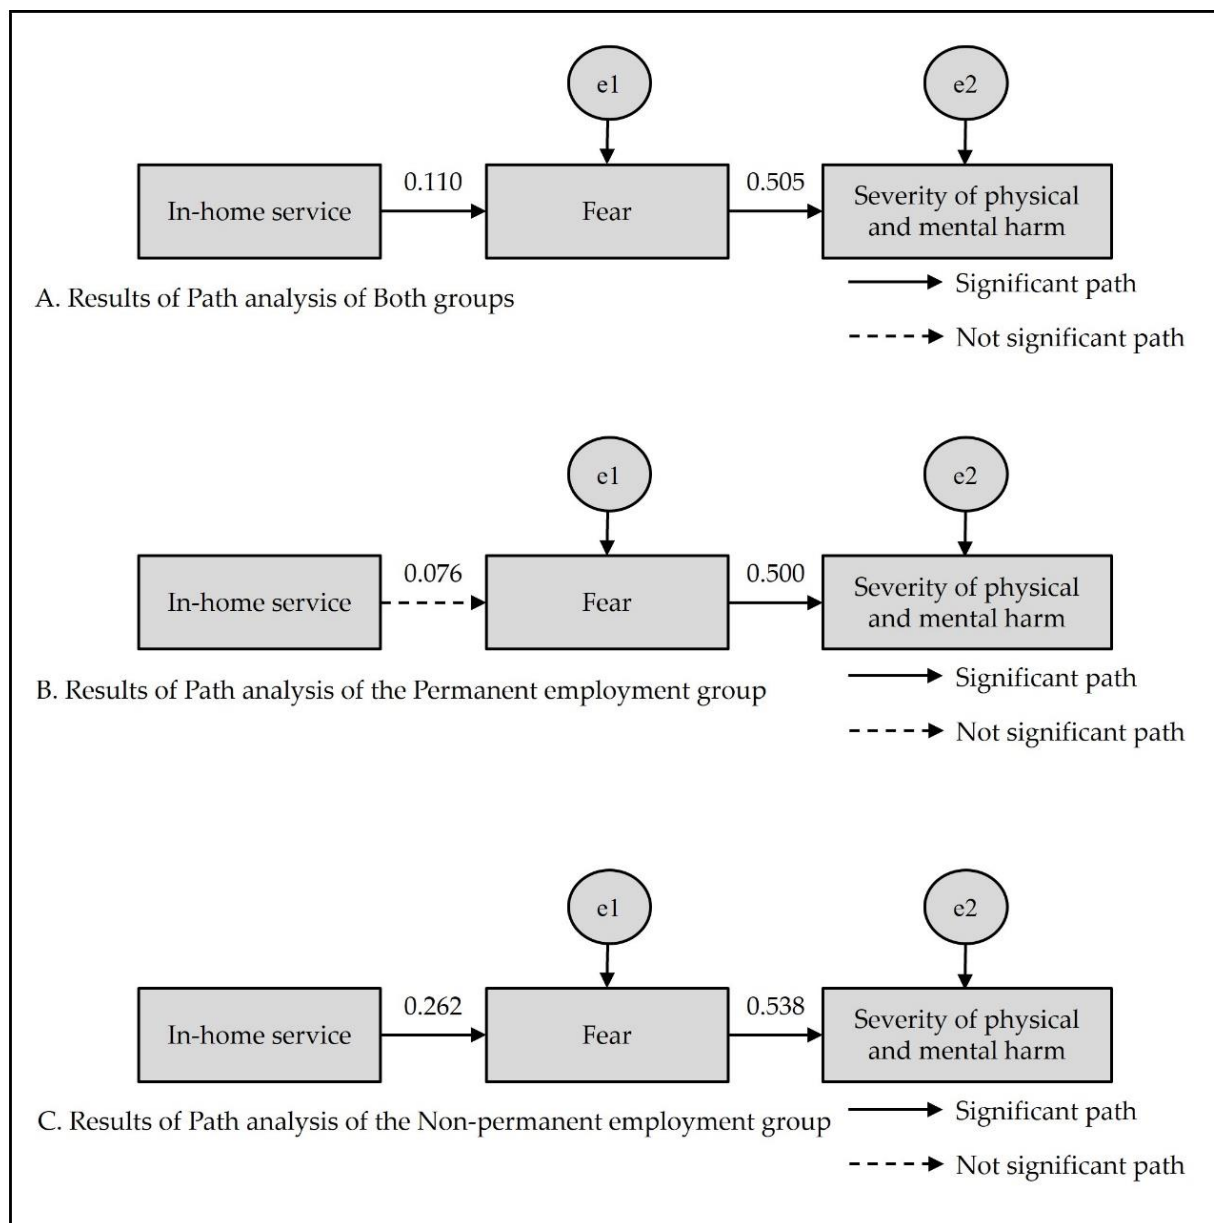 e1
e2
0.110
0.505
In-home service
Fear
Severity of physical
and mental harm
A. Results of Path analysis of Both groups
Significant path
Not significant path
e1
e2
0.076
0.500
In-home service
Fear
Severity of physical
and mental harm
B. Results of Path analysis of the Permanent employment group
Significant path
Not significant path
e1
e2
0.262
0.538
In-home service
Fear
Severity of physical
and mental harm
C. Results of Path analysis of the Non-permanent employment group
Significant path
Not significant path